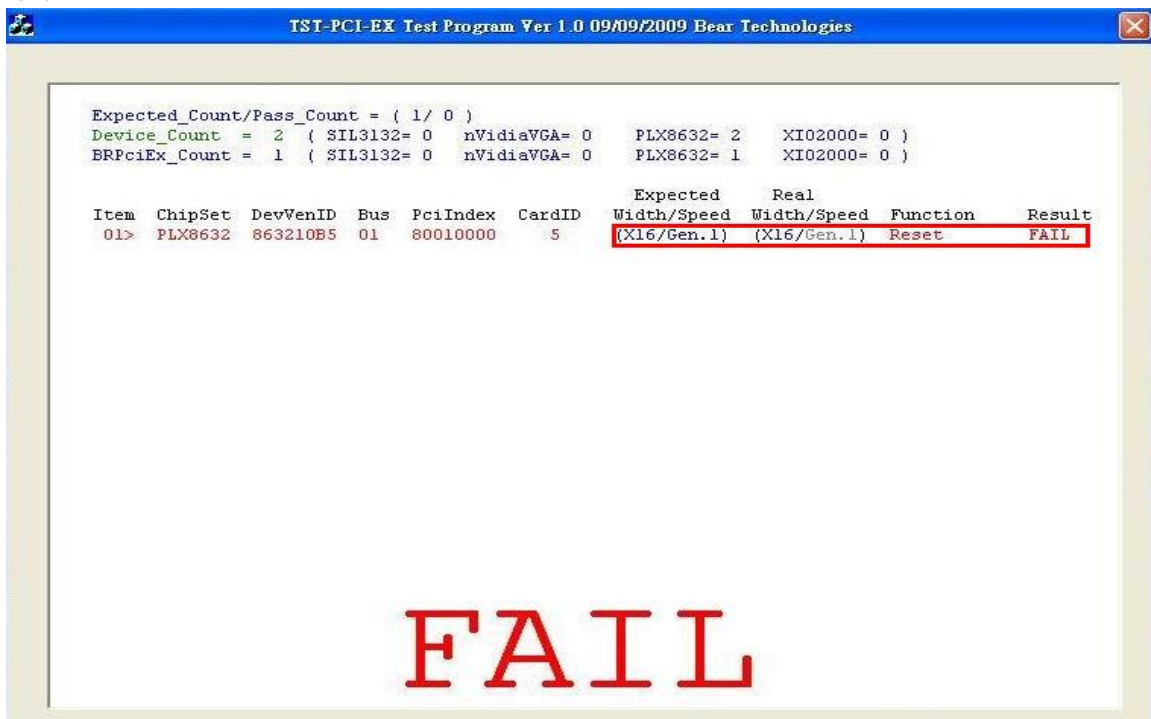 TST-PCI-EX Test Program Ver 1.0 09/09/2009 Bear Technologies
Expected_Count/Pass_Count = ( 1/ 0 )
Device_Count = 2 ( SIL3132= 0 nVidiaVGA= 0 PLX8632= 2 XI02000= 0 )
BRPciEx_Count = 1 ( SIL3132= 0 nVidiaVGA= 0 PLX8632= 1 XI02000= 0 )
Expected Real
Item ChipSet DevVenID Bus PciIndex CardID Width/Speed Width/Speed Function Result
01> PLX8632 863210B5 01 80010000 5 (X16/Gen.1) (X16/Gen.1) Reset FAIL
FAIL